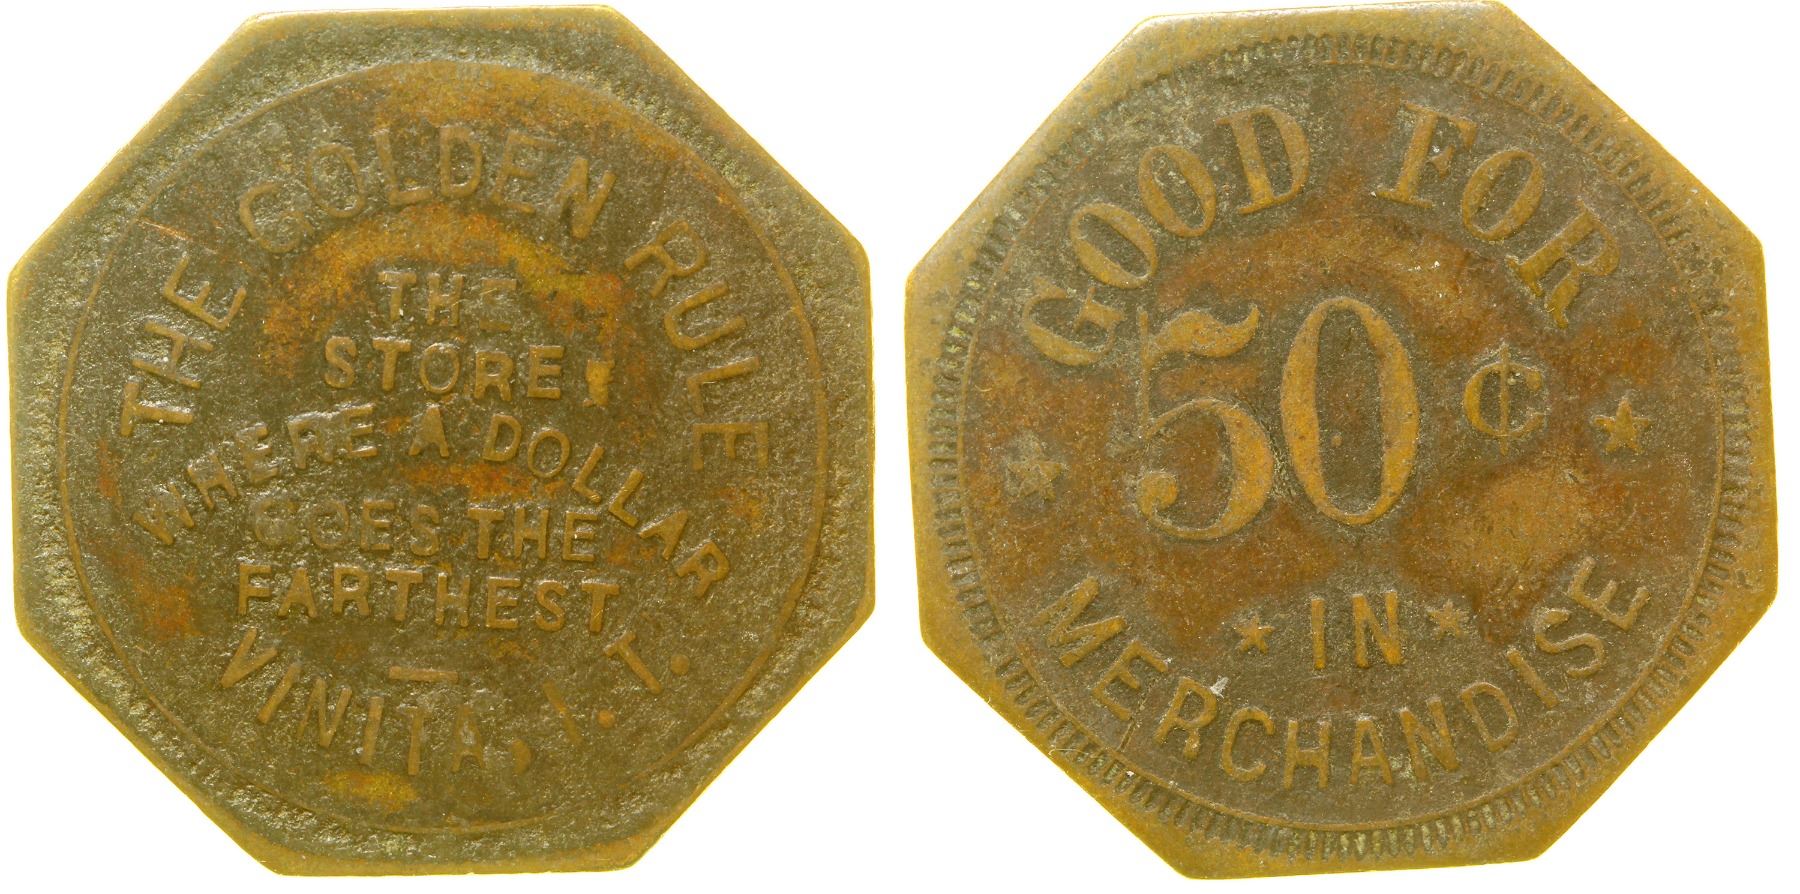 THE GOLDEN RULE
THE
STORE
WHERE A DOLLAR
GOES THE
FARTHEST
VINITA, I. T.
GOOD FOR
50¢
IN
MERCHANDISE